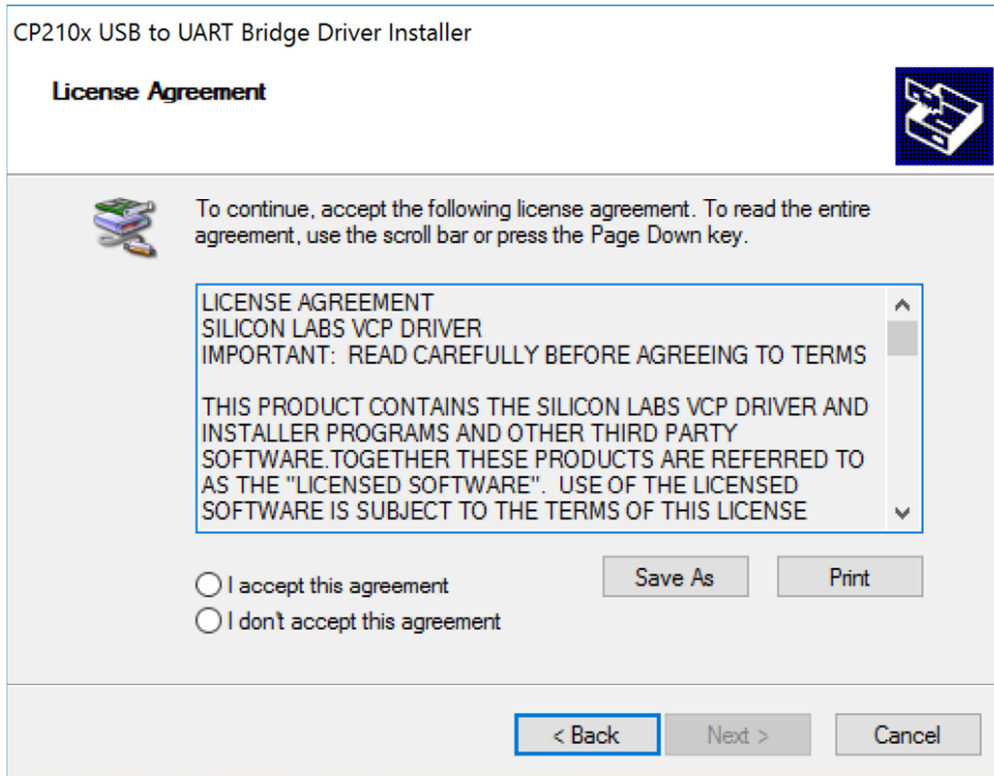 CP210x USB to UART Bridge Driver Installer
License Agreement
To continue, accept the following license agreement. To read the entire
agreement, use the scroll bar or press the Page Down key.
LICENSE AGREEMENT
SILICON LABS VCP DRIVER
IMPORTANT:  READ CAREFULLY BEFORE AGREEING TO TERMS
THIS PRODUCT CONTAINS THE SILICON LABS VCP DRIVER AND
INSTALLER PROGRAMS AND OTHER THIRD PARTY
SOFTWARE.TOGETHER THESE PRODUCTS ARE REFERRED TO
AS THE "LICENSED SOFTWARE".  USE OF THE LICENSED
SOFTWARE IS SUBJECT TO THE TERMS OF THIS LICENSE
I accept this agreement
Save As
Print
I don't accept this agreement
< Back
Next >
Cancel